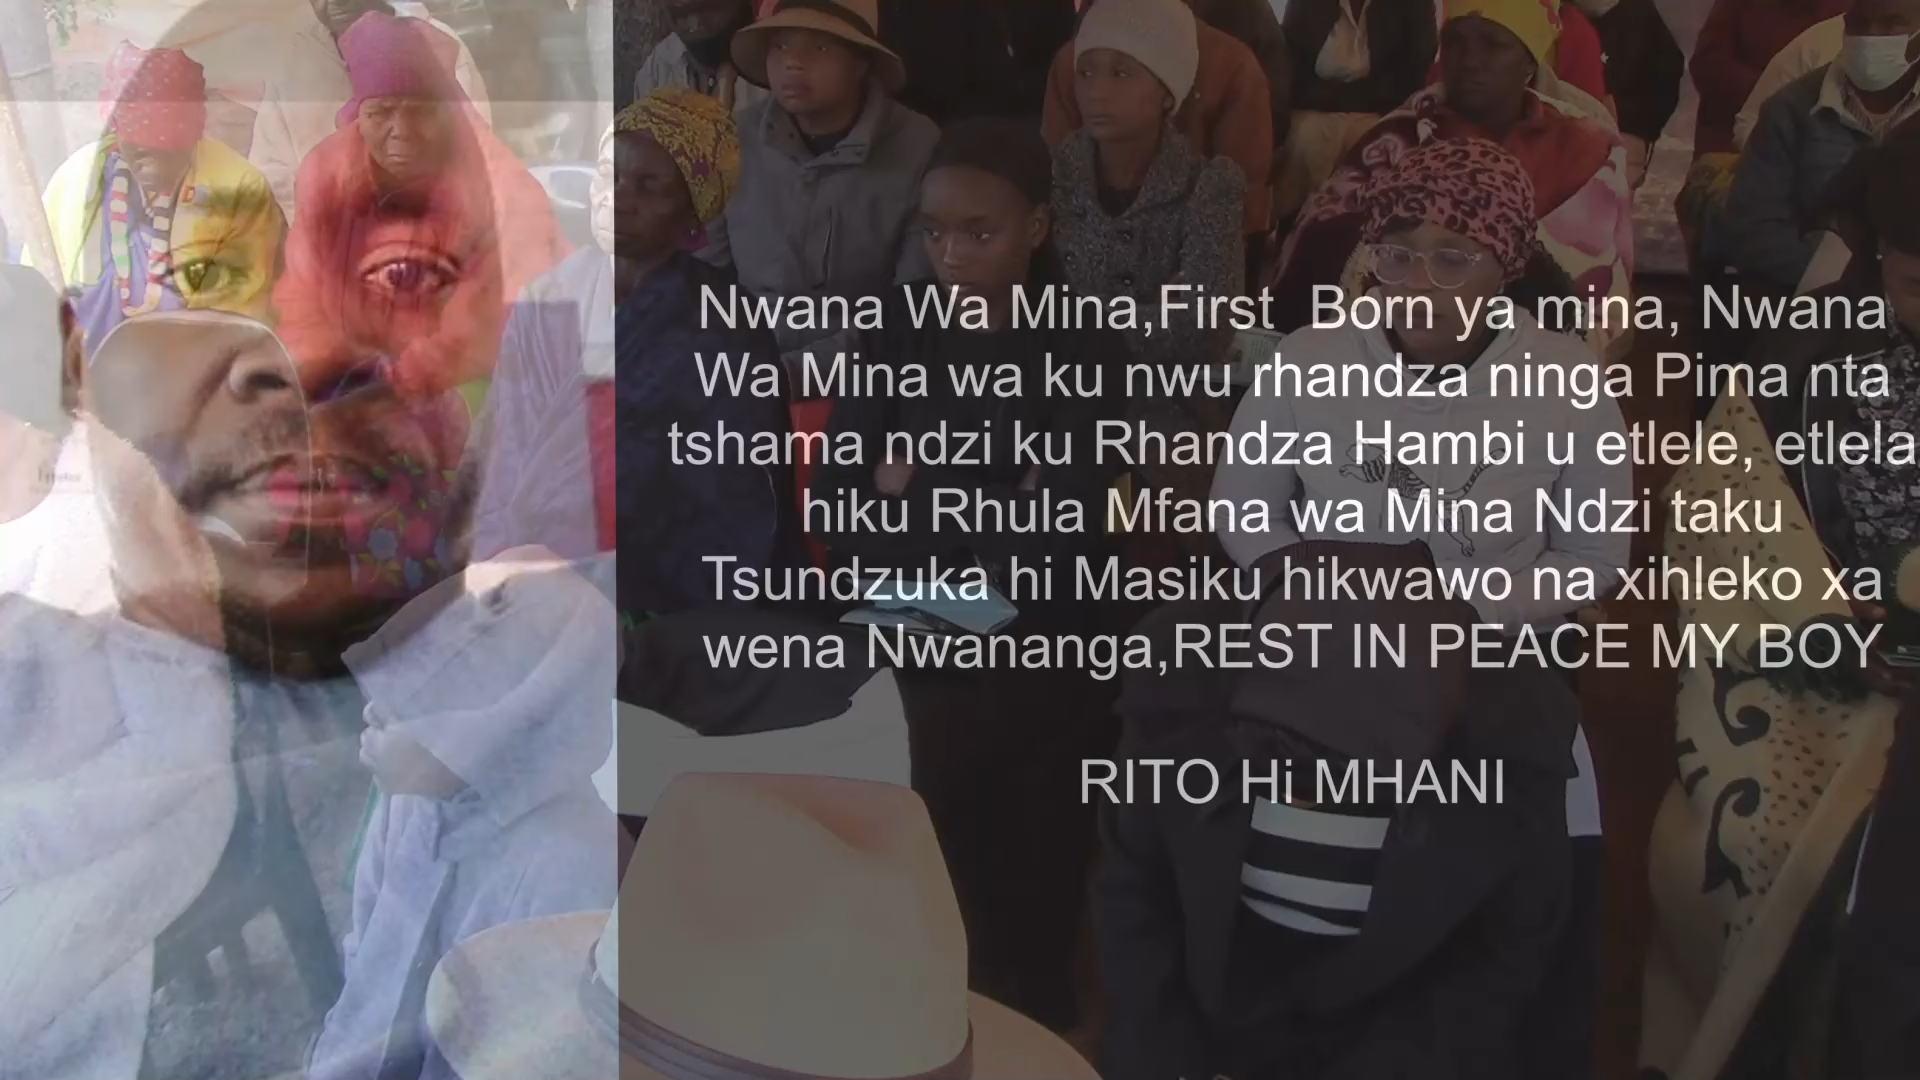 Nwana Wa Mina,First Born ya mina, Nwana
Wa Mina wa ku nwu rhandza ninga Pima nta
tshama ndzi ku Rhandza Hambi u etlele, etlela
hiku Rhula Mfana wa Mina Ndzi taku
Tsundzuka hi Masiku hikwawo na xihleko xa
wena Nwananga,REST IN PEACE MY BOY
RITO Hi MHANI